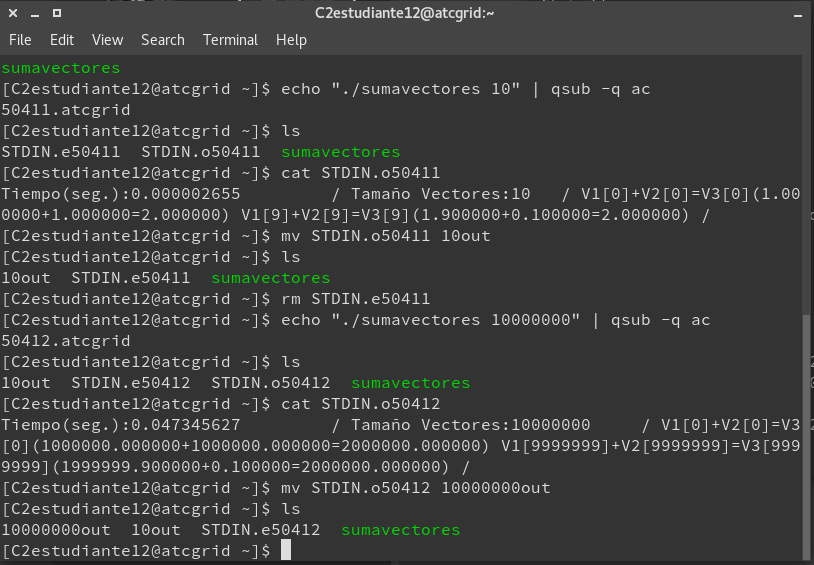 C2estudiante12@atcgrid:~
File Edit View Search Terminal Help
sumavectores
[C2estudiante12@atcgrid ~]$ echo "./sumavectores 10" | qsub -q ac
50411.atcgrid
[C2estudiante12@atcgrid ~]$ ls
STDIN.e50411  STDIN.o50411  sumavectores
[C2estudiante12@atcgrid ~]$ cat STDIN.o50411
Tiempo(seg.):0.000002655         / Tamaño Vectores:10   / V1[0]+V2[0]=V3[0](1.00
0000+1.000000=2.000000) V1[9]+V2[9]=V3[9](1.900000+0.100000=2.000000) /
[C2estudiante12@atcgrid ~]$ mv STDIN.o50411 10out
[C2estudiante12@atcgrid ~]$ ls
10out  STDIN.e50411  sumavectores
[C2estudiante12@atcgrid ~]$ rm STDIN.e50411
[C2estudiante12@atcgrid ~]$ echo "./sumavectores 10000000" | qsub -q ac
50412.atcgrid
[C2estudiante12@atcgrid ~]$ ls
10out  STDIN.e50412  STDIN.o50412  sumavectores
[C2estudiante12@atcgrid ~]$ cat STDIN.o50412
Tiempo(seg.):0.047345627         / Tamaño Vectores:10000000     / V1[0]+V2[0]=V3
[0](1000000.000000+1000000.000000=2000000.000000) V1[9999999]+V2[9999999]=V3[999
9999](1999999.900000+0.100000=2000000.000000) /
[C2estudiante12@atcgrid ~]$ mv STDIN.o50412 10000000out
[C2estudiante12@atcgrid ~]$ ls
10000000out  10out  STDIN.e50412  sumavectores
[C2estudiante12@atcgrid ~]$